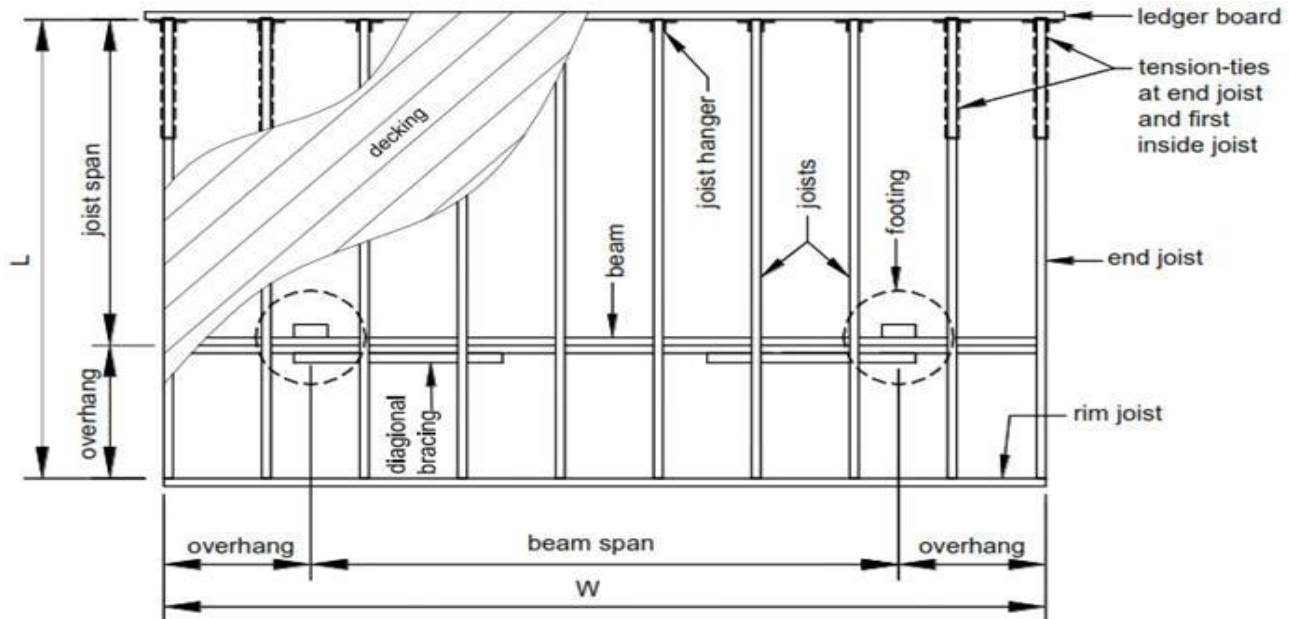 ledger board
tension-ties
at end joist
and first
inside joist
decking
joist hanger
joists
footing
beam
joist span
L
end joist
overhang
diagional
bracing
rim joist
overhang
beam span
overhang
W